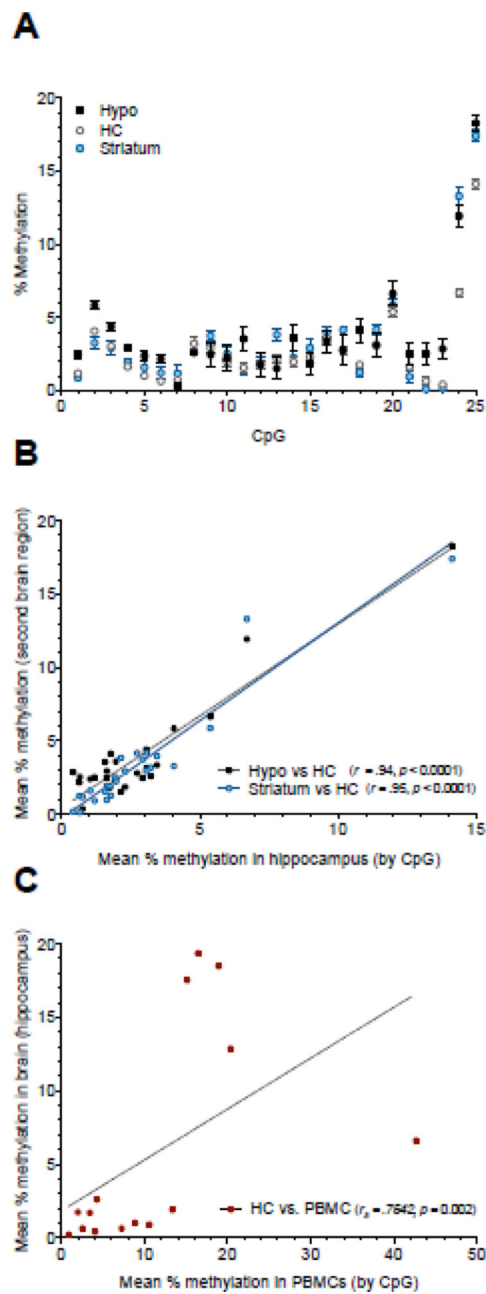 A
20
15
10
5
0
% Methylation
Hypo
HC
Striatum
0 5 10 15 20 25
CpG
B
20
15
10
5
0
Mean % methylation (second brain region)
Hypo vs HC (r = .94, p < 0.0001)
Striatum vs HC (r = .95, p < 0.0001)
0 5 10 15
Mean % methylation in hippocampus (by CpG)
C
20
15
10
5
0
Mean % methylation in brain (hippocampus)
HC vs. PBMC (rs = .7642, p = 0.002)
0 10 20 30 40 50
Mean % methylation in PBMCs (by CpG)